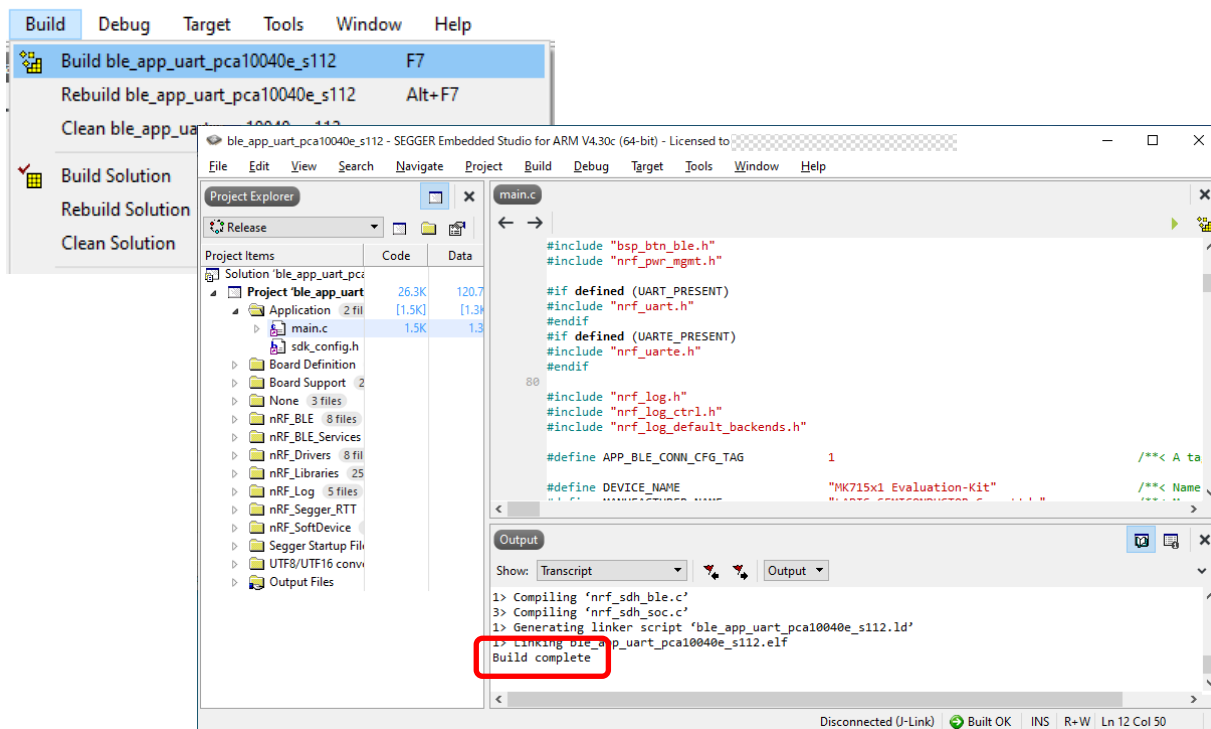 Build Debug Target Tools Window Help
Build ble_app_uart_pca10040e_s112 F7
Rebuild ble_app_uart_pca10040e_s112 Alt+F7
Clean
Build Solution
Rebuild Solution
Clean Solution
ble_app_uart_pca10040e_s112 - SEGGER Embedded Studio for ARM V4.30c (64-bit) - Licensed to
File Edit View Search Navigate Project Build Debug Target Tools Window Help
Project Explorer
Release
Project Items Code Data
Solution 'ble_app_uart_pca
Project 'ble_app_uart 26.3K 120.7
Application 2 fil [1.5K] [1.3K
main.c 1.5K 1.3
sdk_config.h
Board Definition
Board Support 2
None 3 files
nRF_BLE 8 files
nRF_BLE_Services
nRF_Drivers 8 fil
nRF_Libraries 25
nRF_Log 5 files
nRF_Segger_RTT
nRF_SoftDevice
Segger Startup File
UTF8/UTF16 conve
Output Files
main.c
#include "bsp_btn_ble.h"
#include "nrf_pwr_mgmt.h"
#if defined (UART_PRESENT)
#include "nrf_uart.h"
#endif
#if defined (UARTE_PRESENT)
#include "nrf_uarte.h"
#endif
80
#include "nrf_log.h"
#include "nrf_log_ctrl.h"
#include "nrf_log_default_backends.h"
#define APP_BLE_CONN_CFG_TAG 1 /**< A ta
#define DEVICE_NAME "MK715x1 Evaluation-Kit" /**< Name
Output
Show: Transcript Output
1> Compiling 'nrf_sdh_ble.c'
3> Compiling 'nrf_sdh_soc.c'
1> Generating linker script 'ble_app_uart_pca10040e_s112.ld'
1> Linking ble_app_uart_pca10040e_s112.elf
Build complete
Disconnected (J-Link) Built OK INS R+W Ln 12 Col 50